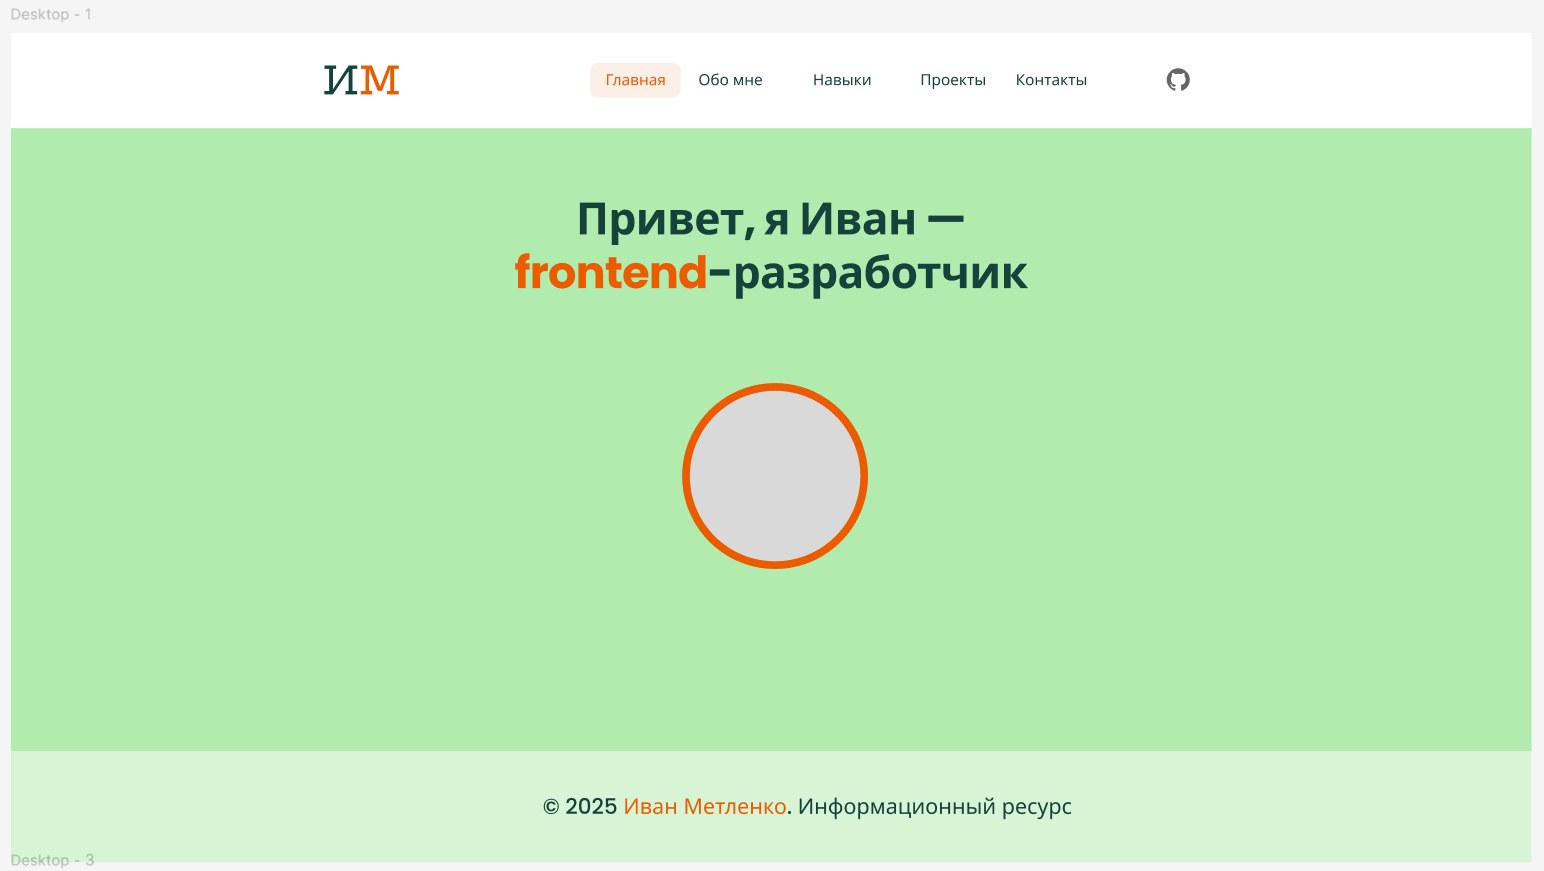 Desktop - 1
ИМ
Главная Обо мне Навыки Проекты Контакты
Привет, я Иван —
frontend-разработчик
© 2025 Иван Метленко. Информационный ресурс
Desktop - 3